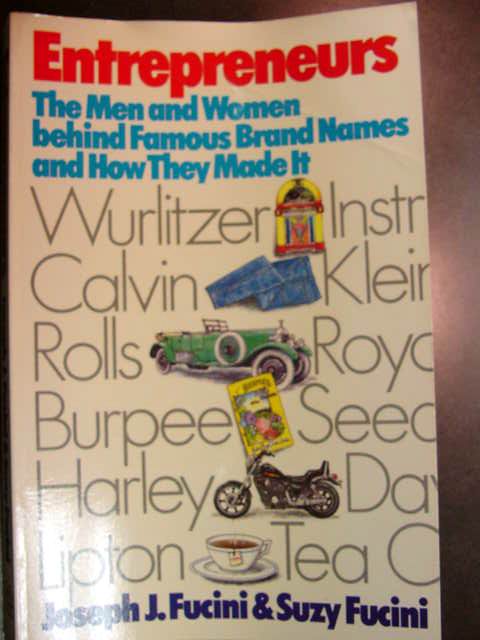 Entrepreneurs
The Men and Women
behind Famous Brand Names
and How They Made It
Wurlitzer Instr
Calvin Klein
Rolls Royc
Burpee Seed
Harley Dav
Lipton Tea C
Joseph J. Fucini & Suzy Fucini